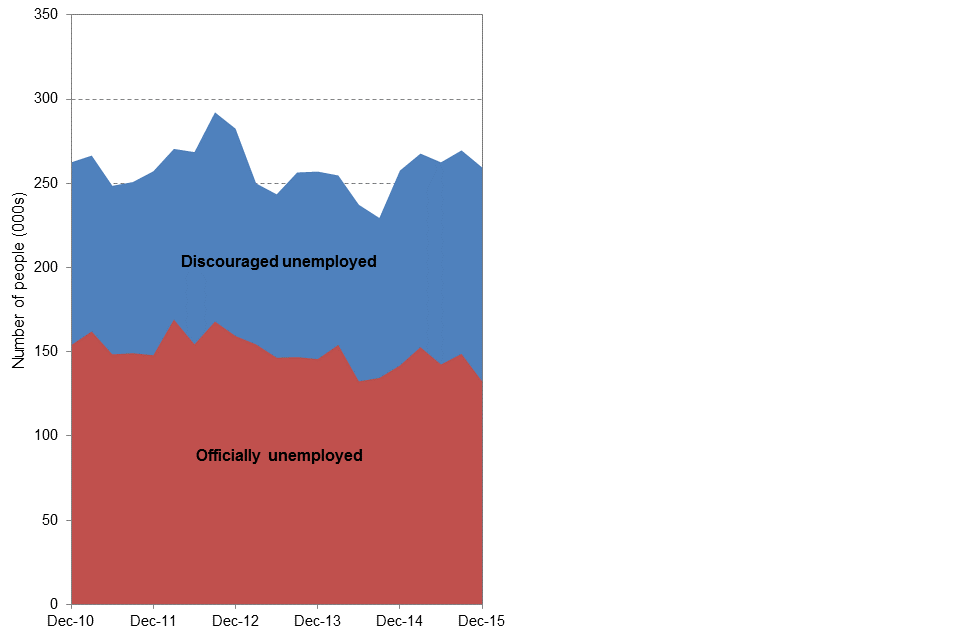 350
300
250
200
150
100
50
0
Number of people (000s)
Discouraged unemployed
Officially unemployed
Dec-10 Dec-11 Dec-12 Dec-13 Dec-14 Dec-15